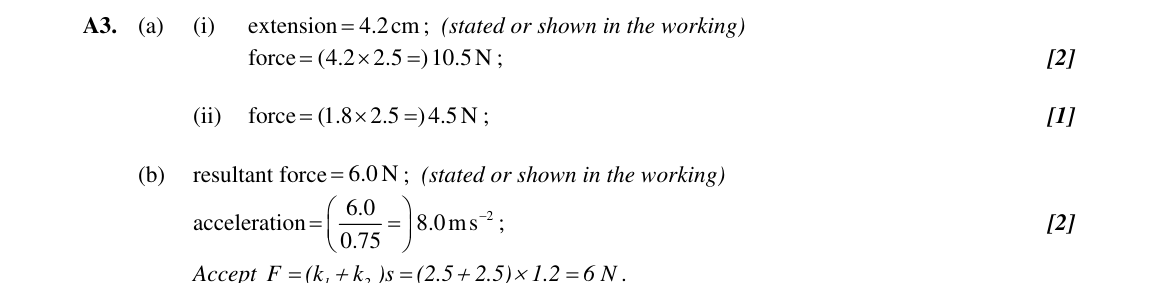 A3. (a) (i) extension = 4.2 cm ; (stated or shown in the working)
force = (4.2 × 2.5 =) 10.5 N ; [2]
(ii) force = (1.8 × 2.5 =) 4.5 N ; [1]
(b) resultant force = 6.0 N ; (stated or shown in the working)
acceleration = (6.0/0.75 =) 8.0 m s⁻² ; [2]
Accept F = (k₁ + k₂ )s = (2.5 + 2.5) × 1.2 = 6 N .